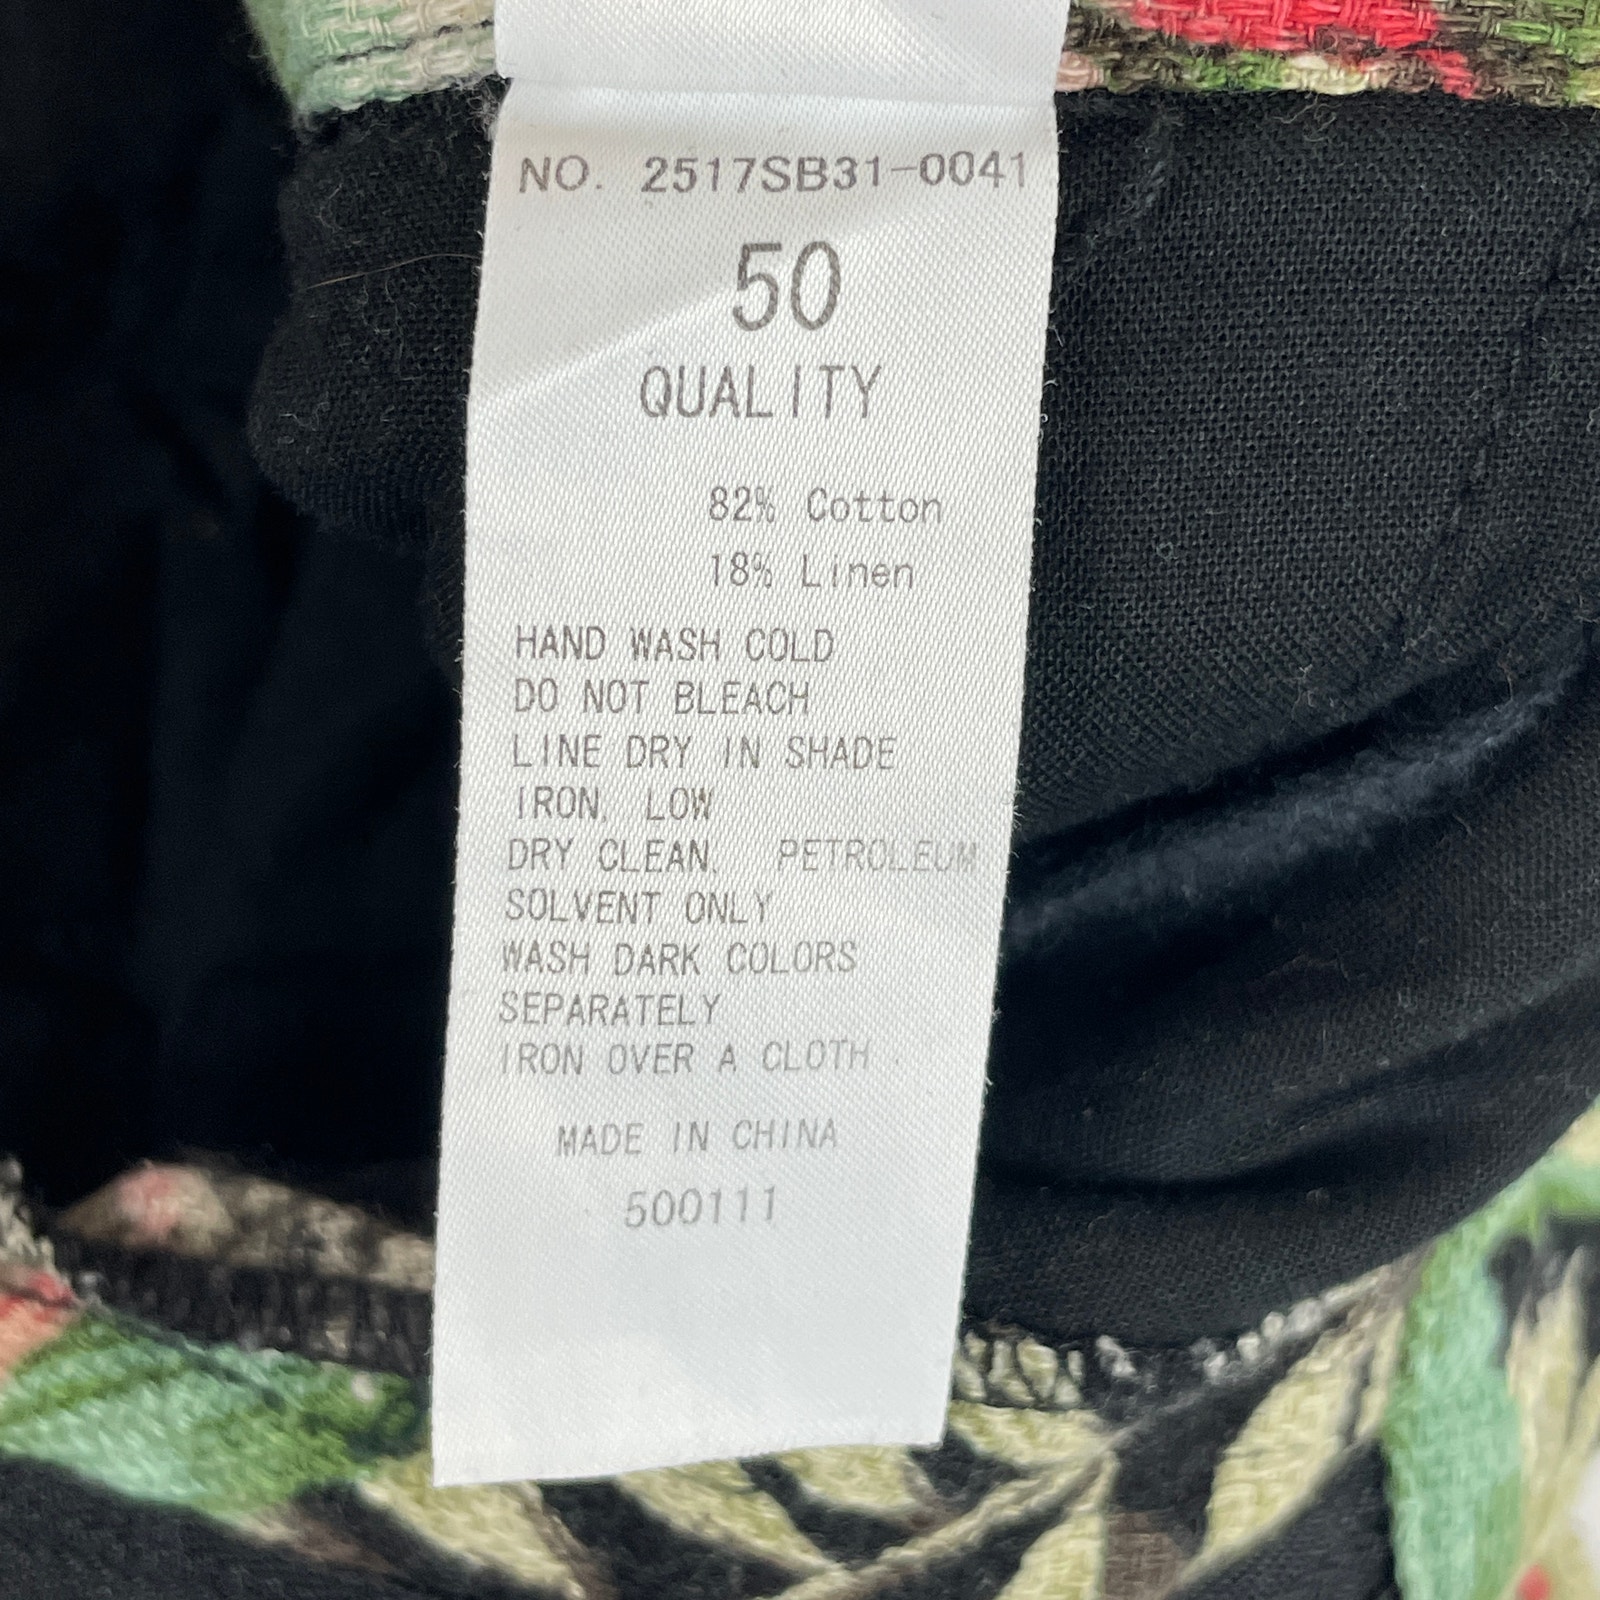 NO. 2517SB31-0041
50
QUALITY
82% Cotton
18% Linen
HAND WASH COLD
DO NOT BLEACH
LINE DRY IN SHADE
IRON, LOW
DRY CLEAN, PETROLEUM
SOLVENT ONLY
WASH DARK COLORS
SEPARATELY
IRON OVER A CLOTH .
MADE IN CHINA
500111